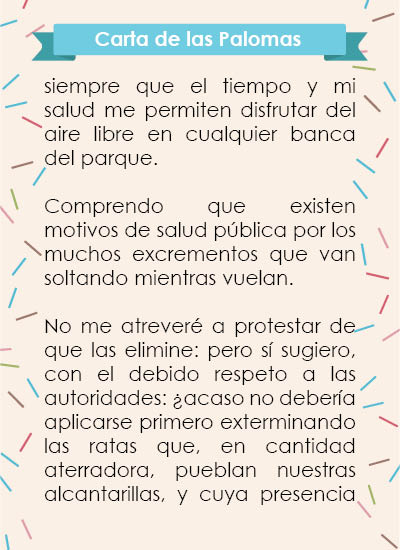 Carta de las Palomas
siempre que el tiempo y mi
salud me permiten disfrutar del
aire libre en cualquier banca
del parque.
Comprendo que existen
motivos de salud pública por los
muchos excrementos que van
soltando mientras vuelan.
No me atreveré a protestar de
que las elimine: pero sí sugiero,
con el debido respeto a las
autoridades: ¿acaso no debería
aplicarse primero exterminando
las ratas que, en cantidad
aterradora, pueblan nuestras
alcantarillas, y cuya presencia